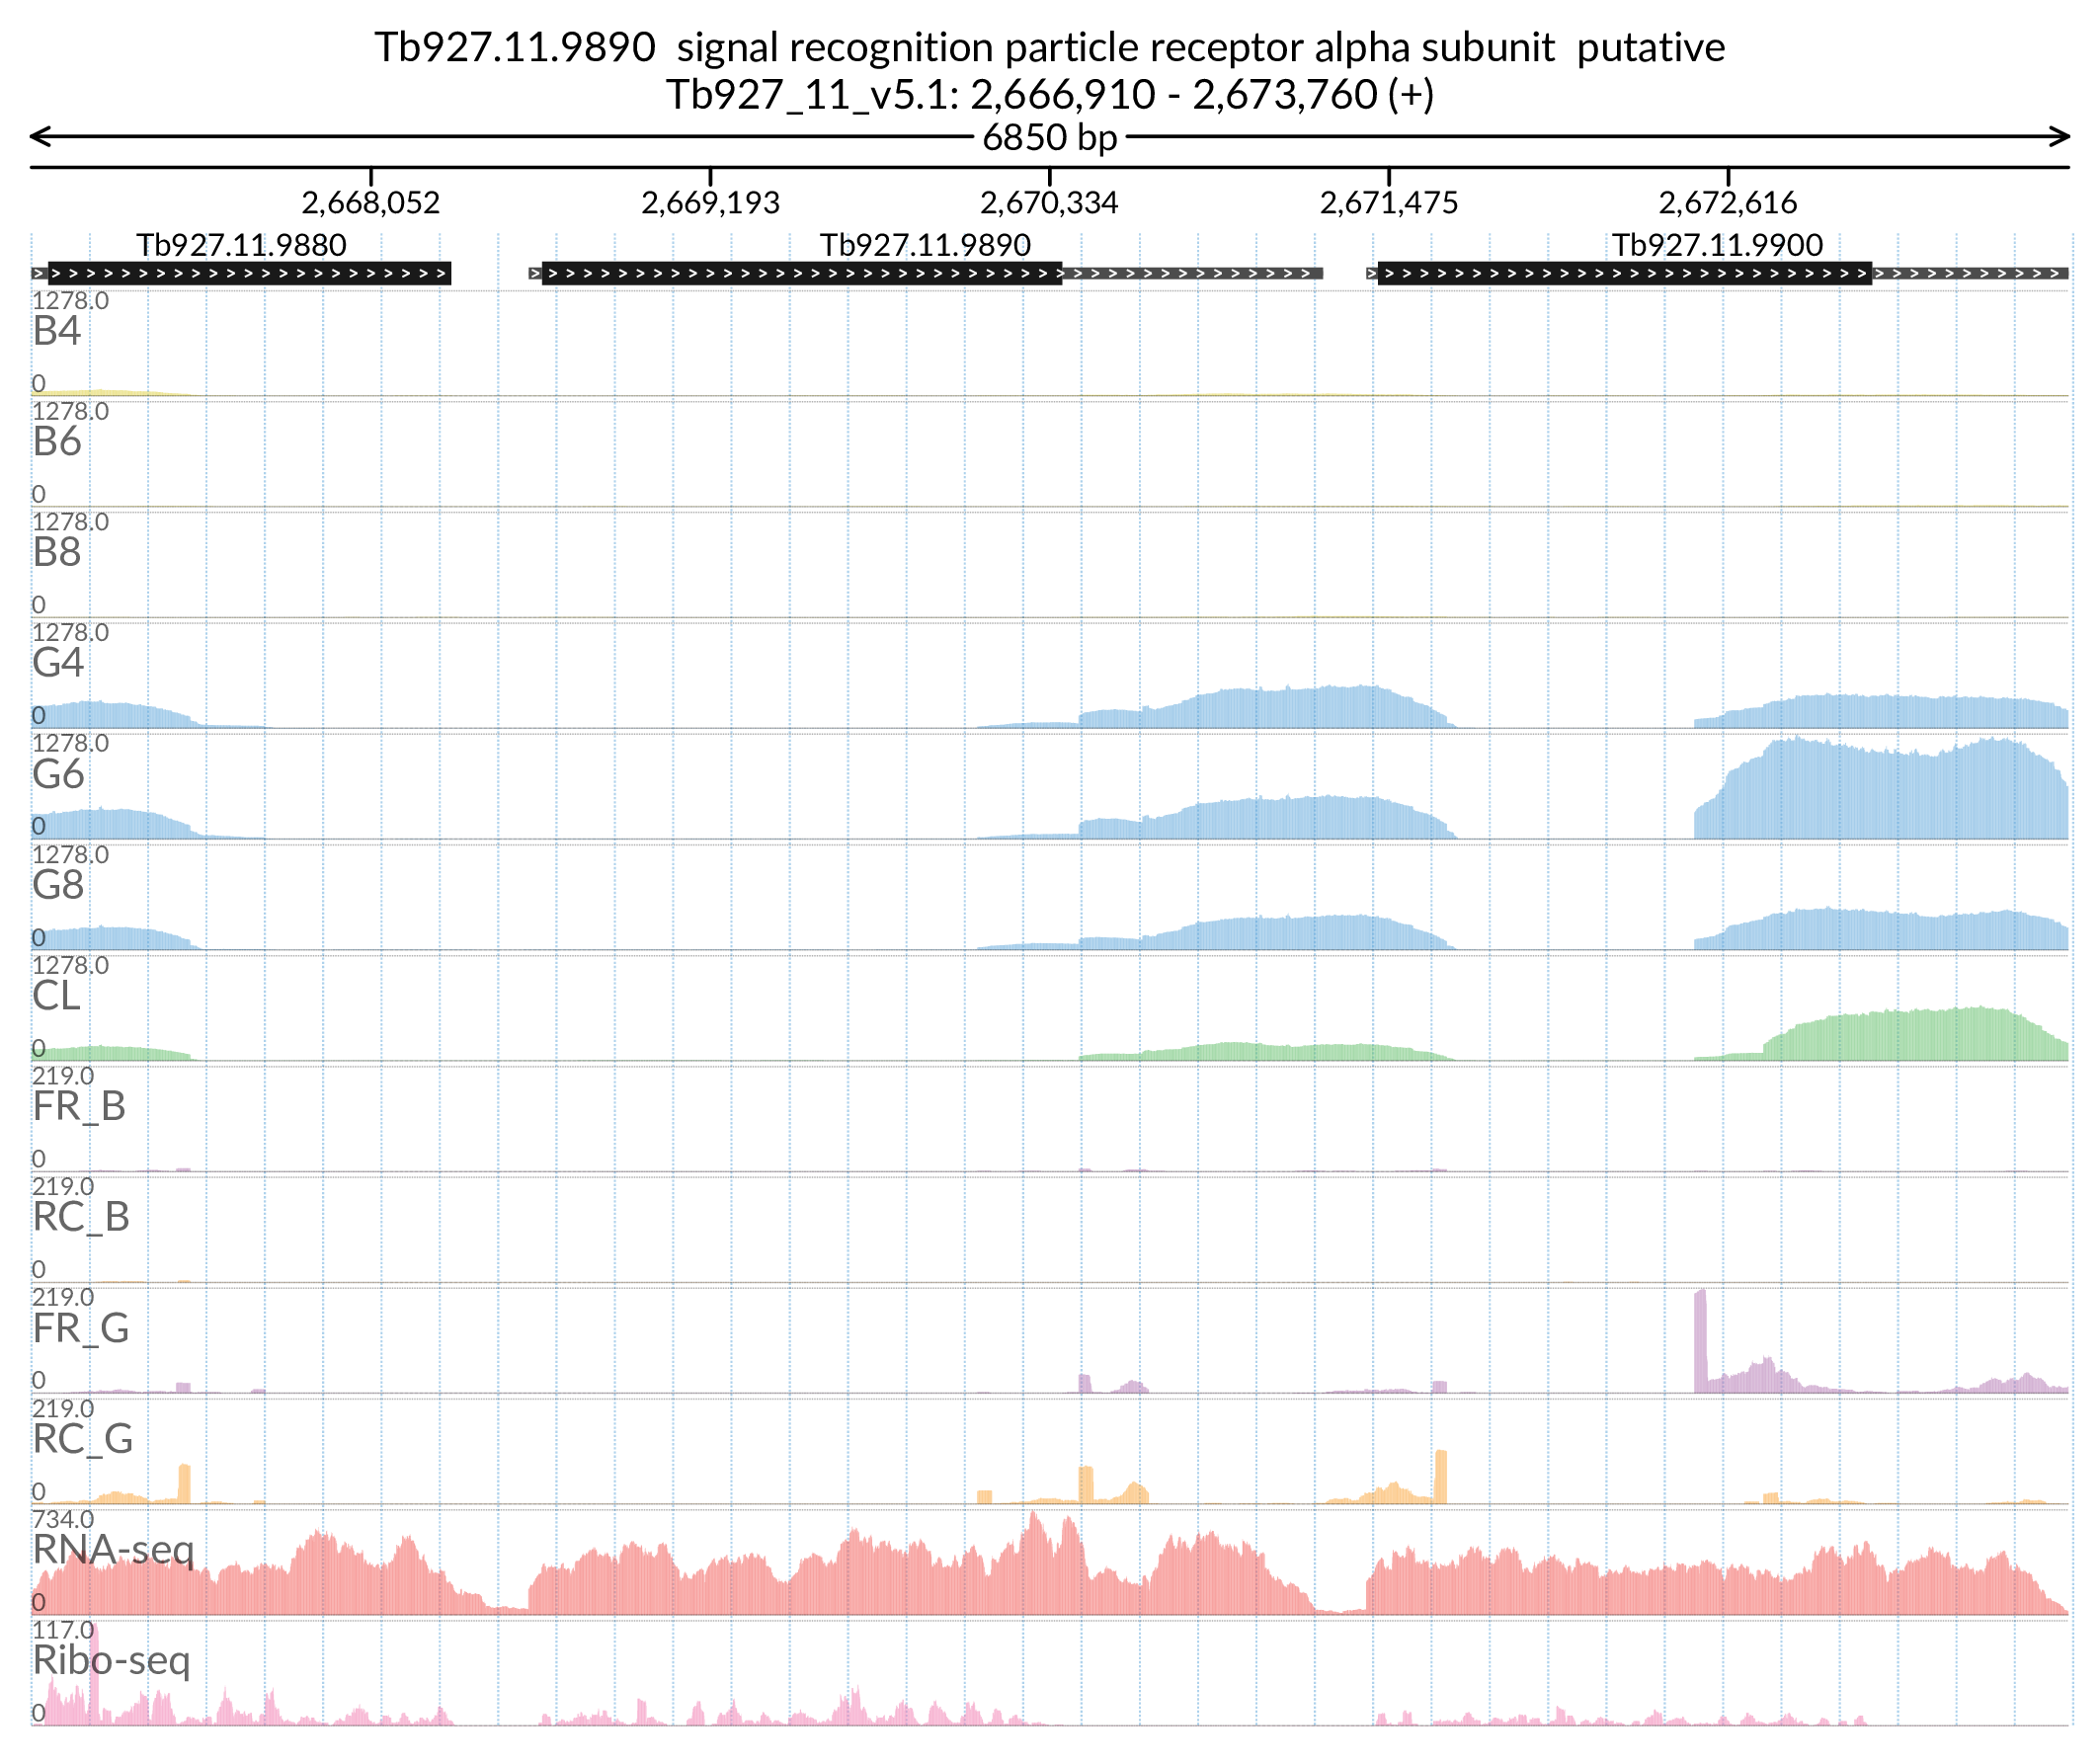 Tb927.11.9890  signal recognition particle receptor alpha subunit  putative
Tb927_11_v5.1: 2,666,910 - 2,673,760 (+)
6850 bp
2,668,052 2,669,193 2,670,334 2,671,475 2,672,616
Tb927.11.9880 Tb927.11.9890 Tb927.11.9900
1278.0
B4
0
1278.0
B6
0
1278.0
B8
0
1278.0
G4
0
1278.0
G6
0
1278.0
G8
0
1278.0
CL
0
219.0
FR_B
0
219.0
RC_B
0
219.0
FR_G
0
219.0
RC_G
0
734.0
RNA-seq
0
117.0
Ribo-seq
0